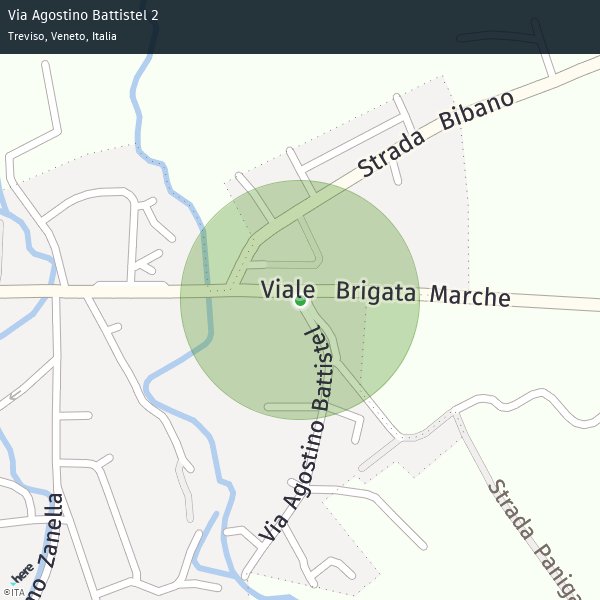 Via Agostino Battistel 2
Treviso, Veneto, Italia
Strada Bibano
Viale Brigata Marche
Via Agostino Battistel
Strada Paniga
no Zanella
here
©ITA